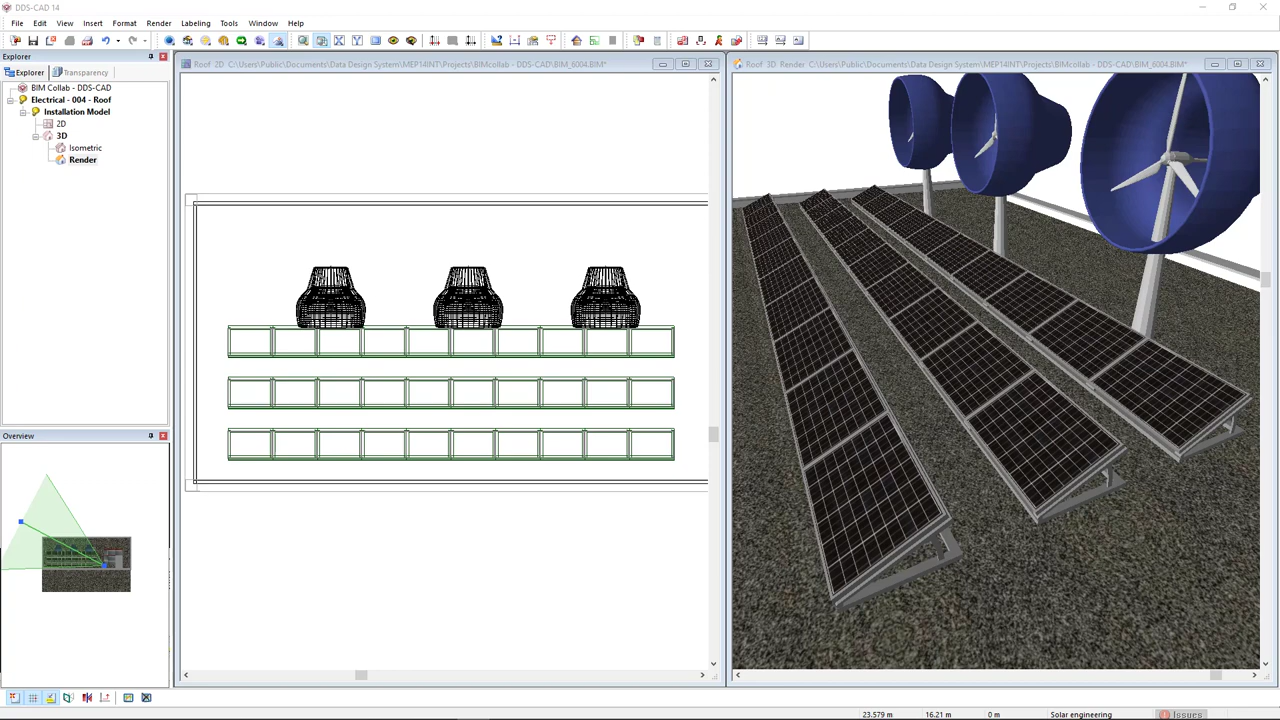 DDS-CAD 14
File Edit View Insert Format Render Labeling Tools Window Help
Explorer
Explorer Transparency
BIM Collab - DDS-CAD
Electrical - 004 - Roof
Installation Model
2D
3D
Isometric
Render
Overview
Roof 2D C:\Users\Public\Documents\Data Design System\MEP14INT\Projects\BIMcollab - DDS-CAD\BIM_6004.BIM*
Roof 3D Render C:\Users\Public\Documents\Data Design System\MEP14INT\Projects\BIMcollab - DDS-CAD\BIM_6004.BIM*
23.579 m 16.21 m 0 m Solar engineering Issues